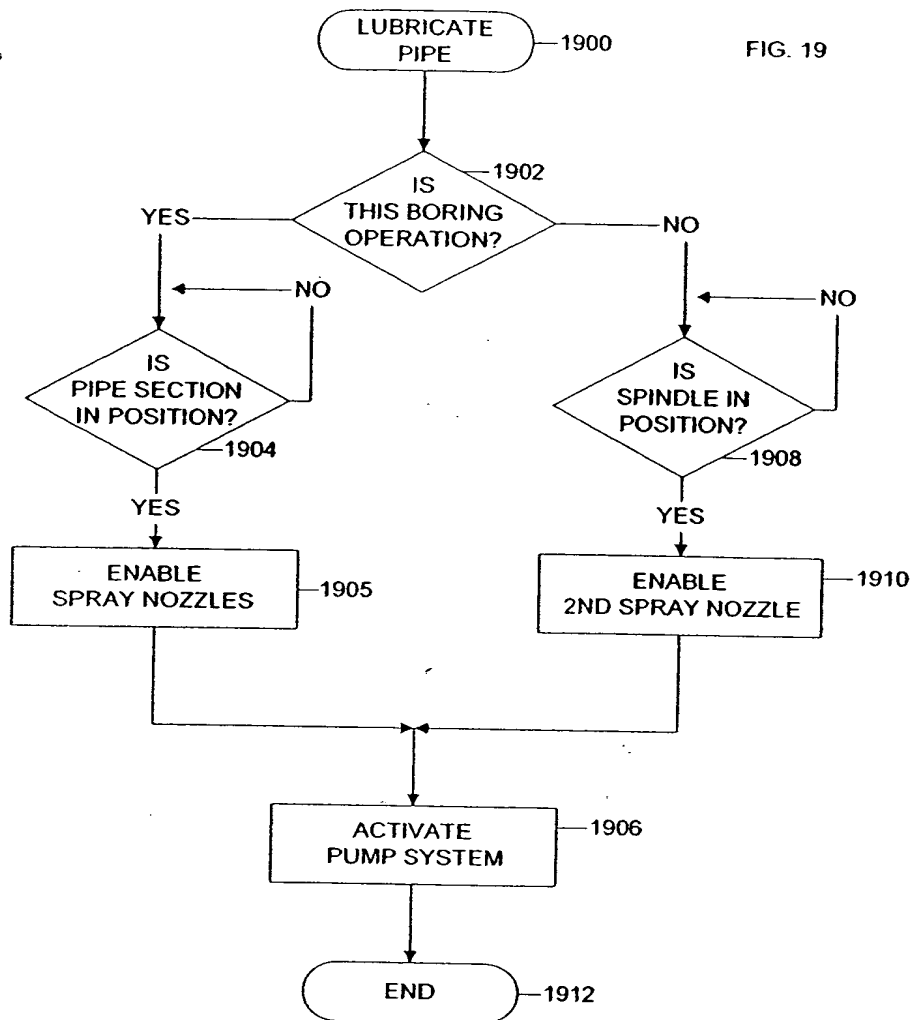 LUBRICATE
PIPE
1900
FIG. 19
1902
IS
THIS BORING
OPERATION?
YES
NO
NO
NO
IS
PIPE SECTION
IN POSITION?
1904
IS
SPINDLE IN
POSITION?
1908
YES
YES
ENABLE
SPRAY NOZZLES
1905
ENABLE
2ND SPRAY NOZZLE
1910
ACTIVATE
PUMP SYSTEM
1906
END
1912